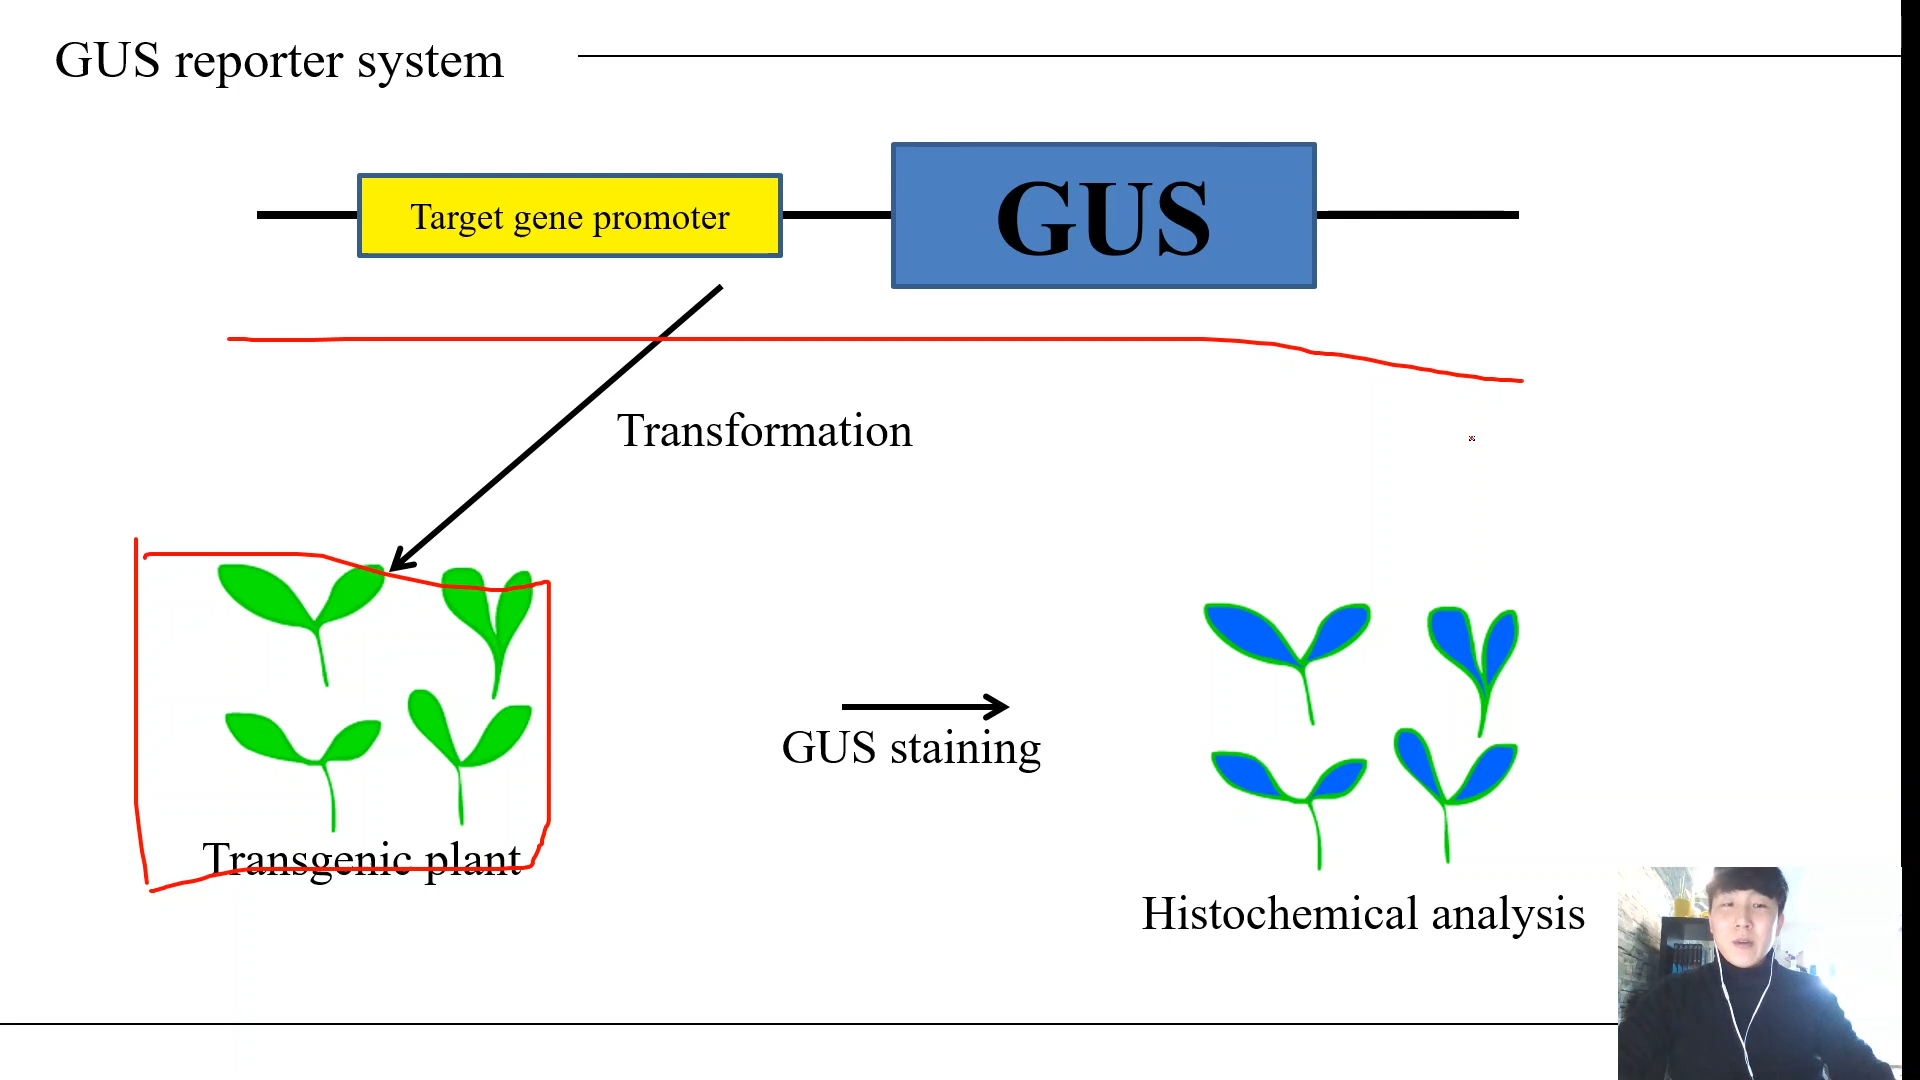 GUS reporter system
Target gene promoter
GUS
Transformation
GUS staining
Transgenic plant
Histochemical analysis